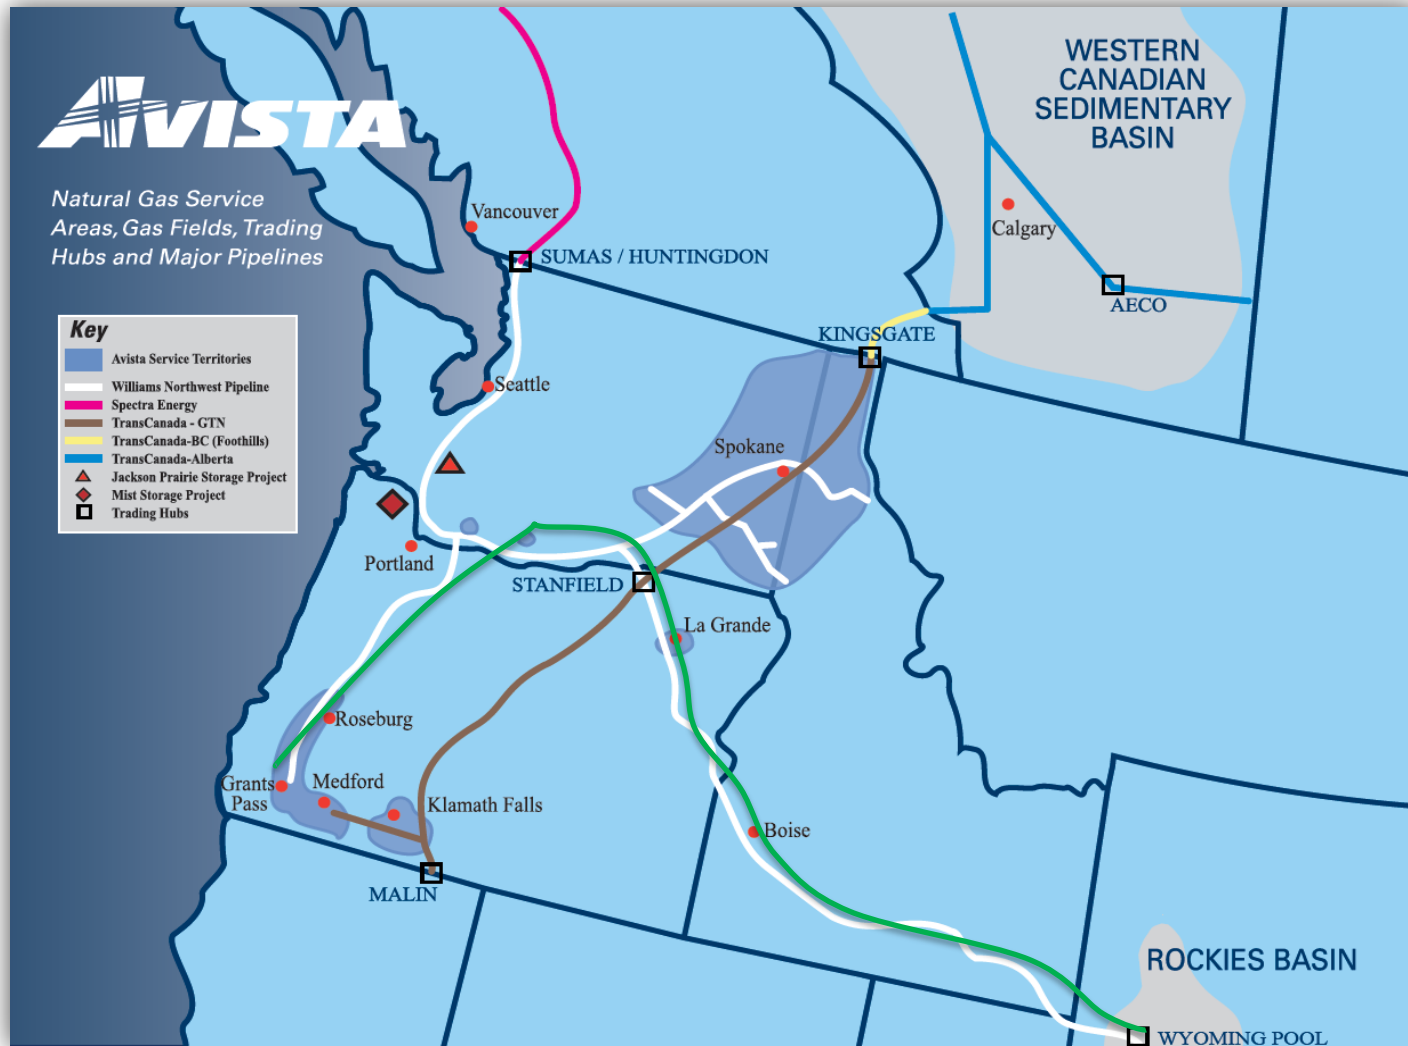 AVISTA
Natural Gas Service
Areas, Gas Fields, Trading
Hubs and Major Pipelines
Key
Avista Service Territories
Williams Northwest Pipeline
Spectra Energy
TransCanada - GTN
TransCanada-BC (Foothills)
TransCanada-Alberta
Jackson Prairie Storage Project
Mist Storage Project
Trading Hubs
WESTERN
CANADIAN
SEDIMENTARY
BASIN
Vancouver
SUMAS / HUNTINGDON
Calgary
AECO
KINGSGATE
Seattle
Spokane
Portland
STANFIELD
La Grande
Roseburg
Grants
Pass
Medford
Klamath Falls
MALIN
Boise
ROCKIES BASIN
WYOMING POOL